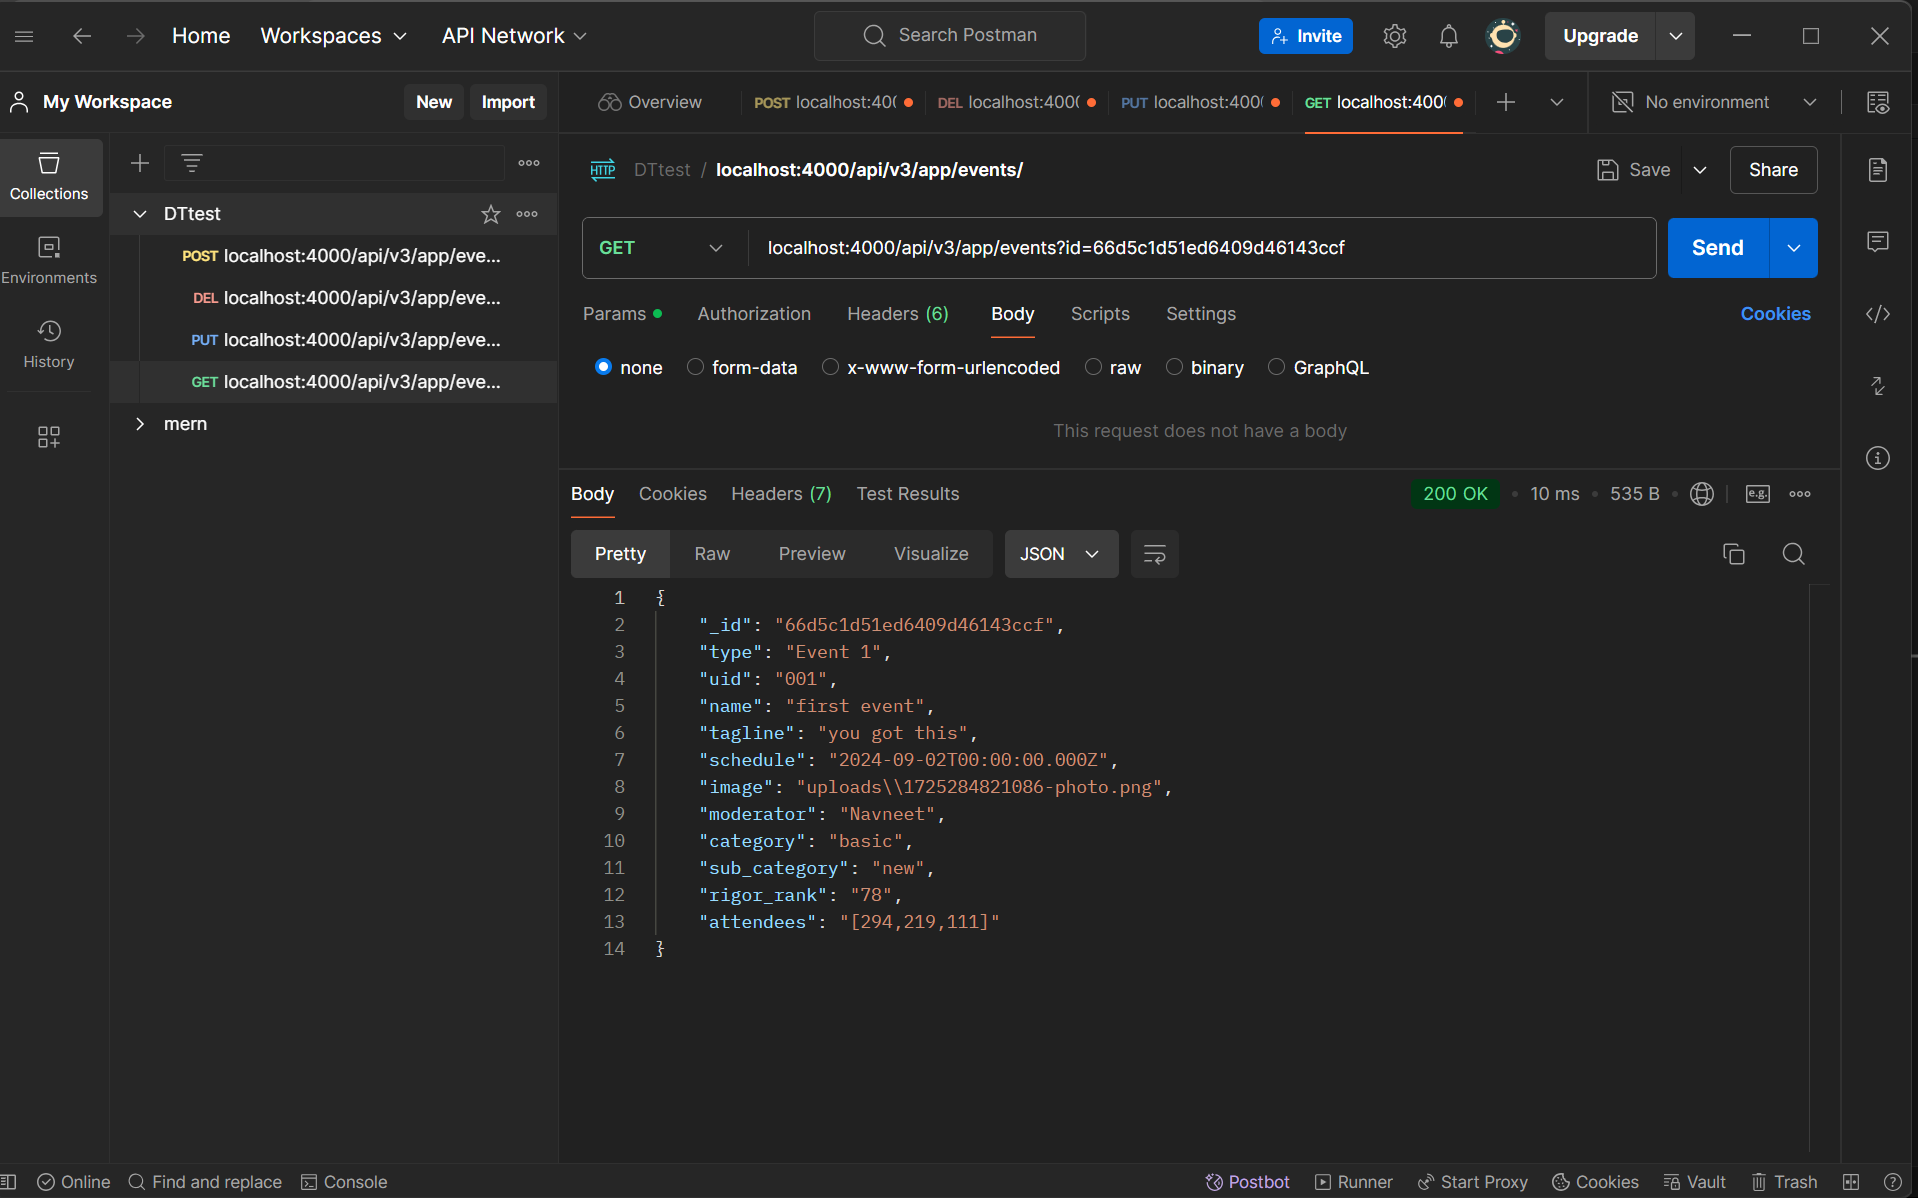 Home Workspaces API Network Search Postman Invite Upgrade
My Workspace New Import Overview POST localhost:400 DEL localhost:400 PUT localhost:400 GET localhost:400 No environment
Collections
Environments
History
DTtest
POST localhost:4000/api/v3/app/eve...
DEL localhost:4000/api/v3/app/eve...
PUT localhost:4000/api/v3/app/eve...
GET localhost:4000/api/v3/app/eve...
mern
HTTP DTtest / localhost:4000/api/v3/app/events/ Save Share
GET localhost:4000/api/v3/app/events?id=66d5c1d51ed6409d46143ccf Send
Params Authorization Headers (6) Body Scripts Settings Cookies
none form-data x-www-form-urlencoded raw binary GraphQL
This request does not have a body
Body Cookies Headers (7) Test Results 200 OK 10 ms 535 B e.g.
Pretty Raw Preview Visualize JSON
1 {
2 "_id": "66d5c1d51ed6409d46143ccf",
3 "type": "Event 1",
4 "uid": "001",
5 "name": "first event",
6 "tagline": "you got this",
7 "schedule": "2024-09-02T00:00:00.000Z",
8 "image": "uploads\\1725284821086-photo.png",
9 "moderator": "Navneet",
10 "category": "basic",
11 "sub_category": "new",
12 "rigor_rank": "78",
13 "attendees": "[294,219,111]"
14 }
Online Find and replace Console Postbot Runner Start Proxy Cookies Vault Trash